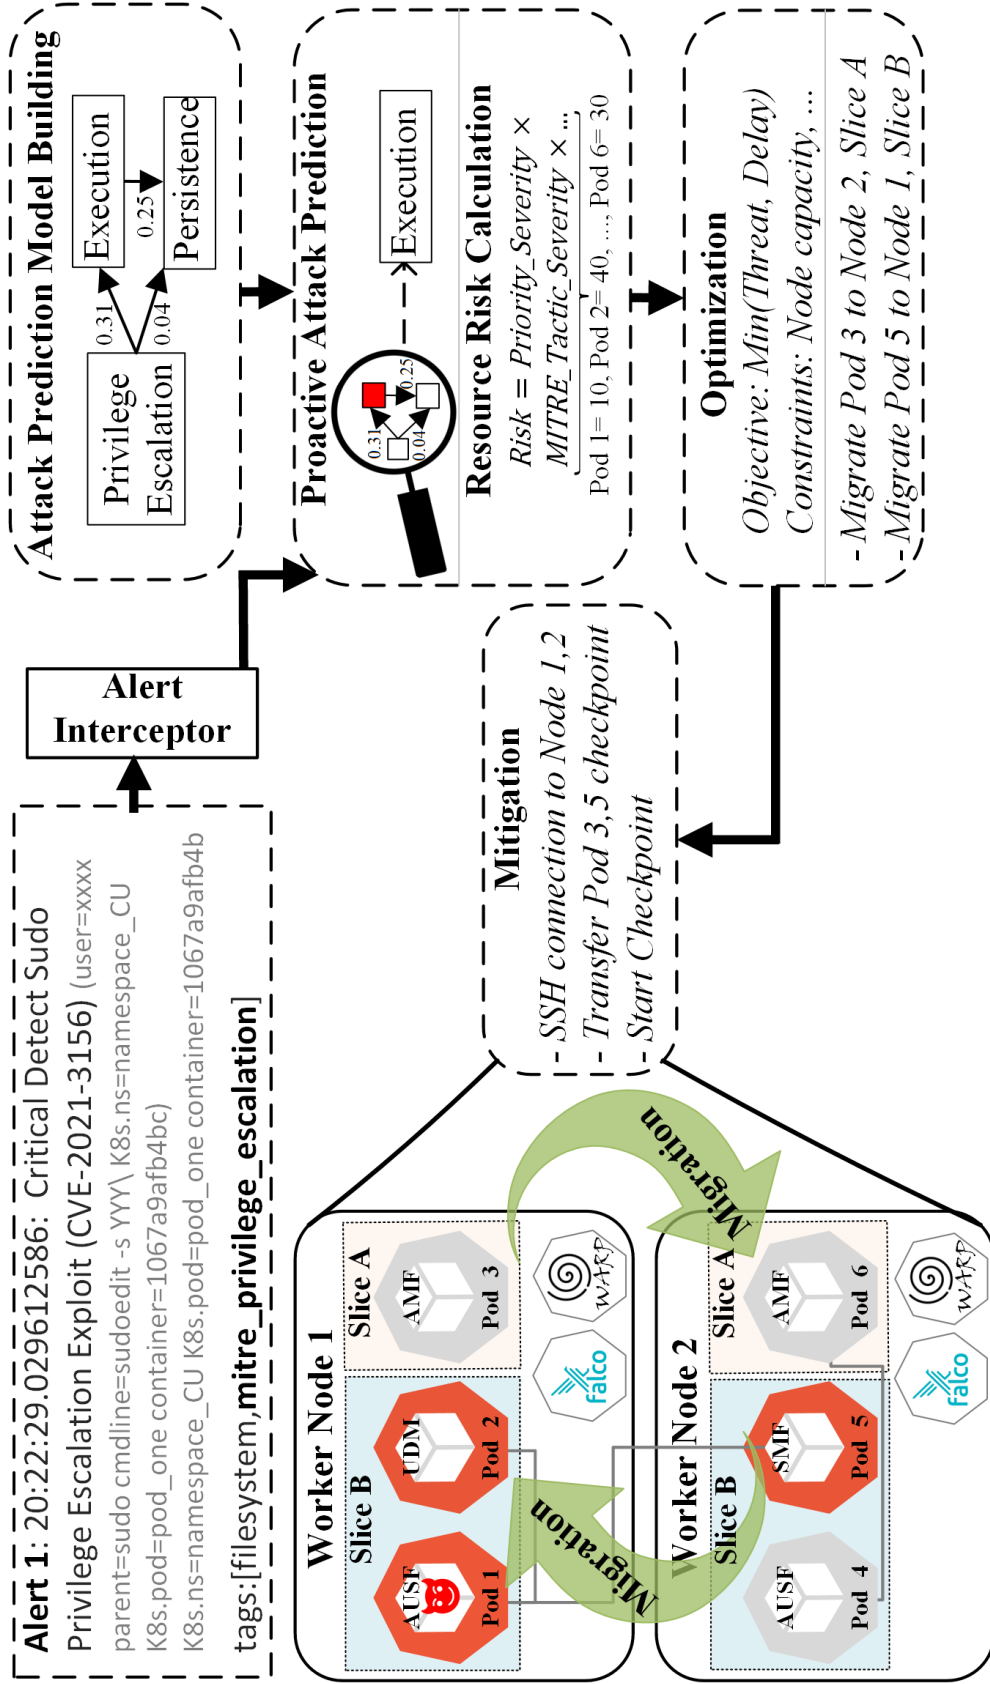 Alert 1: 20:22:29.029612586: Critical Detect Sudo
Privilege Escalation Exploit (CVE-2021-3156) (user=xxxx
parent=sudo cmdline=sudoedit -s YYY\ K8s.ns=namespace_CU
K8s.pod=pod_one container=1067a9afb4bc)
K8s.ns=namespace_CU K8s.pod=pod_one container=1067a9afb4b
tags:[filesystem,mitre_privilege_escalation]
Alert
Interceptor
Attack Prediction Model Building
Privilege
Escalation
0.31
0.04
Execution
0.25
Persistence
Proactive Attack Prediction
0.31
0.04
0.25
Execution
Resource Risk Calculation
Risk = Priority_Severity ×
MITRE_Tactic_Severity × ...
Pod 1= 10, Pod 2= 40, ..., Pod 6= 30
Optimization
Objective: Min(Threat, Delay)
Constraints: Node capacity, ...
- Migrate Pod 3 to Node 2, Slice A
- Migrate Pod 5 to Node 1, Slice B
Mitigation
- SSH connection to Node 1,2
- Transfer Pod 3,5 checkpoint
- Start Checkpoint
Worker Node 1
Slice B
Slice A
AUSF
Pod 1
UDM
Pod 2
AMF
Pod 3
falco
WARP
Migration
Migration
Worker Node 2
Slice B
Slice A
AUSF
Pod 4
SMF
Pod 5
AMF
Pod 6
falco
WARP